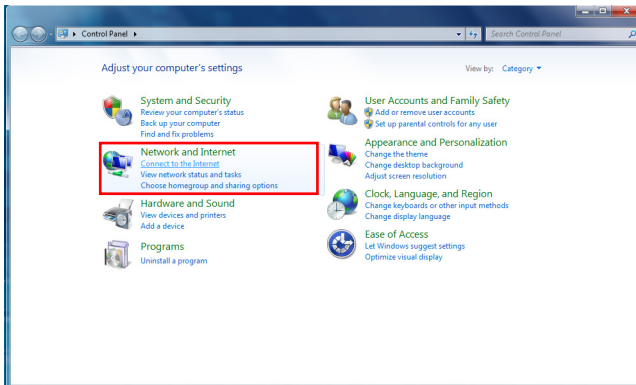 Control Panel
Search Control Panel
Adjust your computer's settings
View by: Category
System and Security
Review your computer's status
Back up your computer
Find and fix problems
Network and Internet
Connect to the Internet
View network status and tasks
Choose homegroup and sharing options
Hardware and Sound
View devices and printers
Add a device
Programs
Uninstall a program
User Accounts and Family Safety
Add or remove user accounts
Set up parental controls for any user
Appearance and Personalization
Change the theme
Change desktop background
Adjust screen resolution
Clock, Language, and Region
Change keyboards or other input methods
Change display language
Ease of Access
Let Windows suggest settings
Optimize visual display